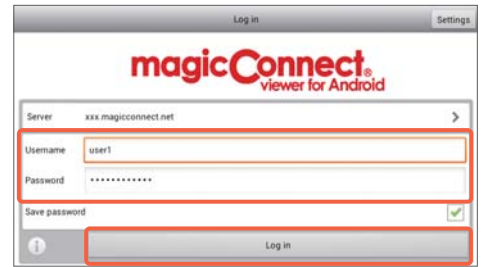 Log in
Settings
magicConnect®
viewer for Android
Server xxx.magicconnect.net
Username user1
Password ••••••••••••
Save password
Log in